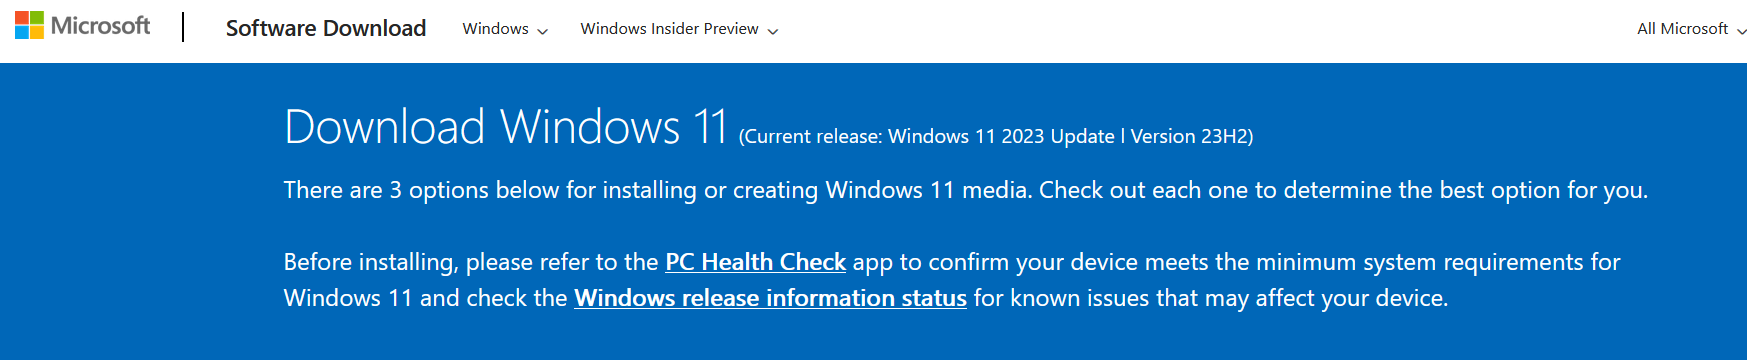 Microsoft Software Download Windows Windows Insider Preview All Microsoft
Download Windows 11 (Current release: Windows 11 2023 Update l Version 23H2)
There are 3 options below for installing or creating Windows 11 media. Check out each one to determine the best option for you.
Before installing, please refer to the PC Health Check app to confirm your device meets the minimum system requirements for
Windows 11 and check the Windows release information status for known issues that may affect your device.